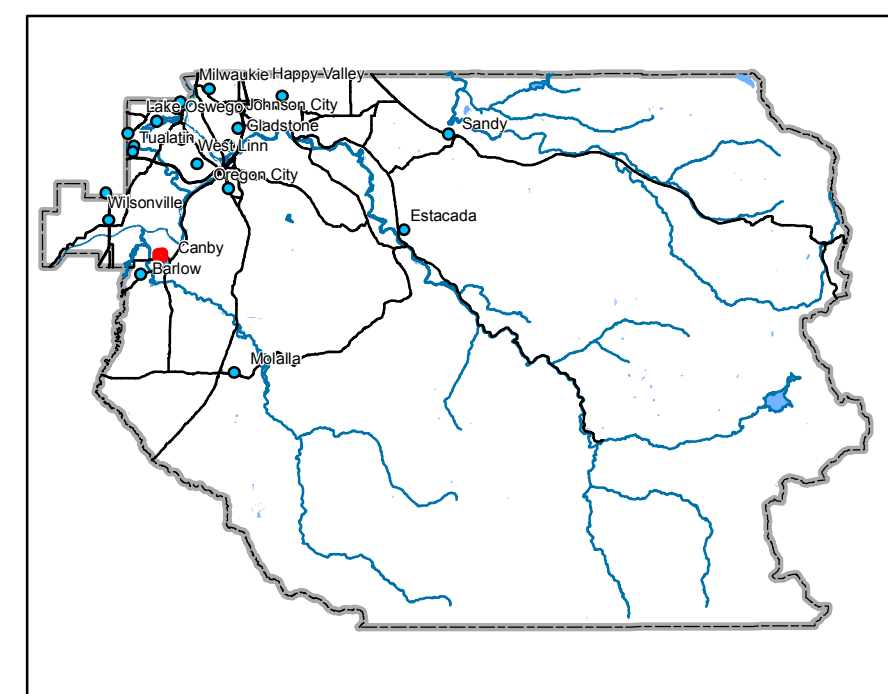 Milwaukie
Happy Valley
Lake Oswego
Johnson City
Gladstone
Sandy
Tualatin
West Linn
Oregon City
Wilsonville
Estacada
Canby
Barlow
Molalla